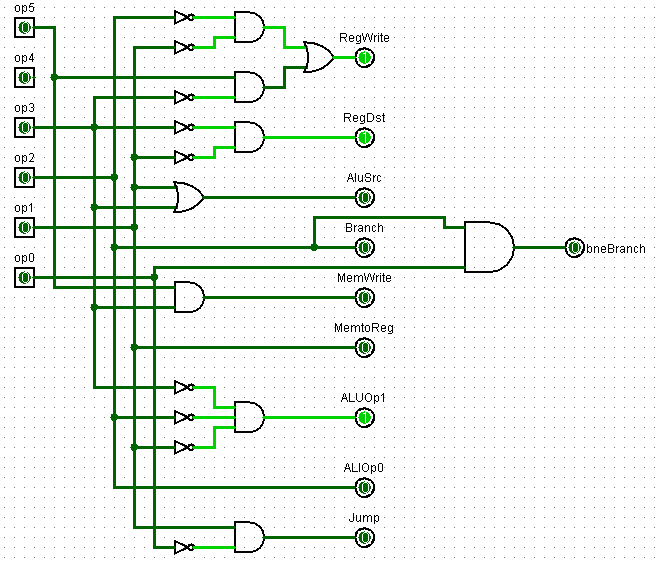 op5
op4
op3
op2
op1
op0
RegWrite
RegDst
AluSrc
Branch
bneBranch
MemWrite
MemtoReg
ALUOp1
ALIOp0
Jump